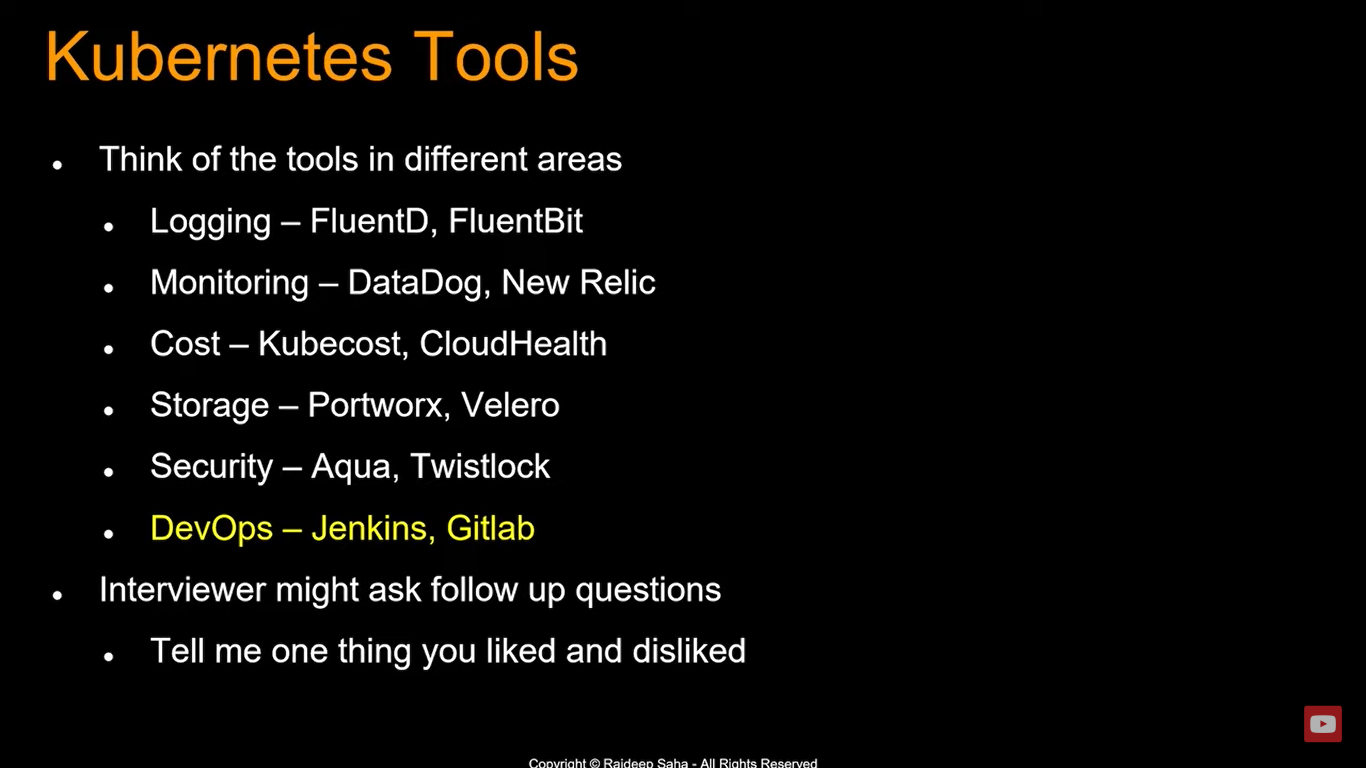 Kubernetes Tools
Think of the tools in different areas
Logging – FluentD, FluentBit
Monitoring – DataDog, New Relic
Cost – Kubecost, CloudHealth
Storage – Portworx, Velero
Security – Aqua, Twistlock
DevOps – Jenkins, Gitlab
Interviewer might ask follow up questions
Tell me one thing you liked and disliked
Copyright © Rajdeep Saha - All Rights Reserved